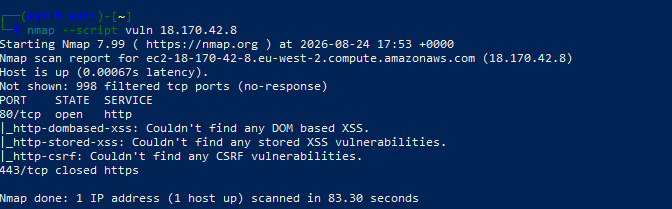 ┌──(kali㉿kali)-[~]
└─$ nmap --script vuln 18.170.42.8
Starting Nmap 7.99 ( https://nmap.org ) at 2026-08-24 17:53 +0000
Nmap scan report for ec2-18-170-42-8.eu-west-2.compute.amazonaws.com (18.170.42.8)
Host is up (0.00067s latency).
Not shown: 998 filtered tcp ports (no-response)
PORT    STATE  SERVICE
80/tcp  open   http
|_http-dombased-xss: Couldn't find any DOM based XSS.
|_http-stored-xss: Couldn't find any stored XSS vulnerabilities.
|_http-csrf: Couldn't find any CSRF vulnerabilities.
443/tcp closed https
Nmap done: 1 IP address (1 host up) scanned in 83.30 seconds